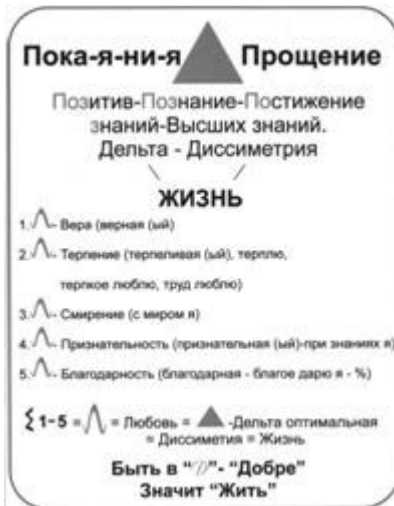 Пока-я-ни-я Прощение
Позитив-Познание-Постижение
знаний-Высших знаний.
Дельта - Диссиметрия
ЖИЗНЬ
1. - Вера (верная (ый)
2. - Терпение (терпеливая (ый), терплю,
терпкое люблю, труд люблю)
3. - Смирение (с миром я)
4. - Признательность (признательная (ый)-при знаниях я)
5. - Благодарность (благодарная - благое дарю я - %)
1-5 = = Любовь = -Дельта оптимальная
= Диссиметия = Жизнь
Быть в "D"- "Добре"
Значит "Жить"